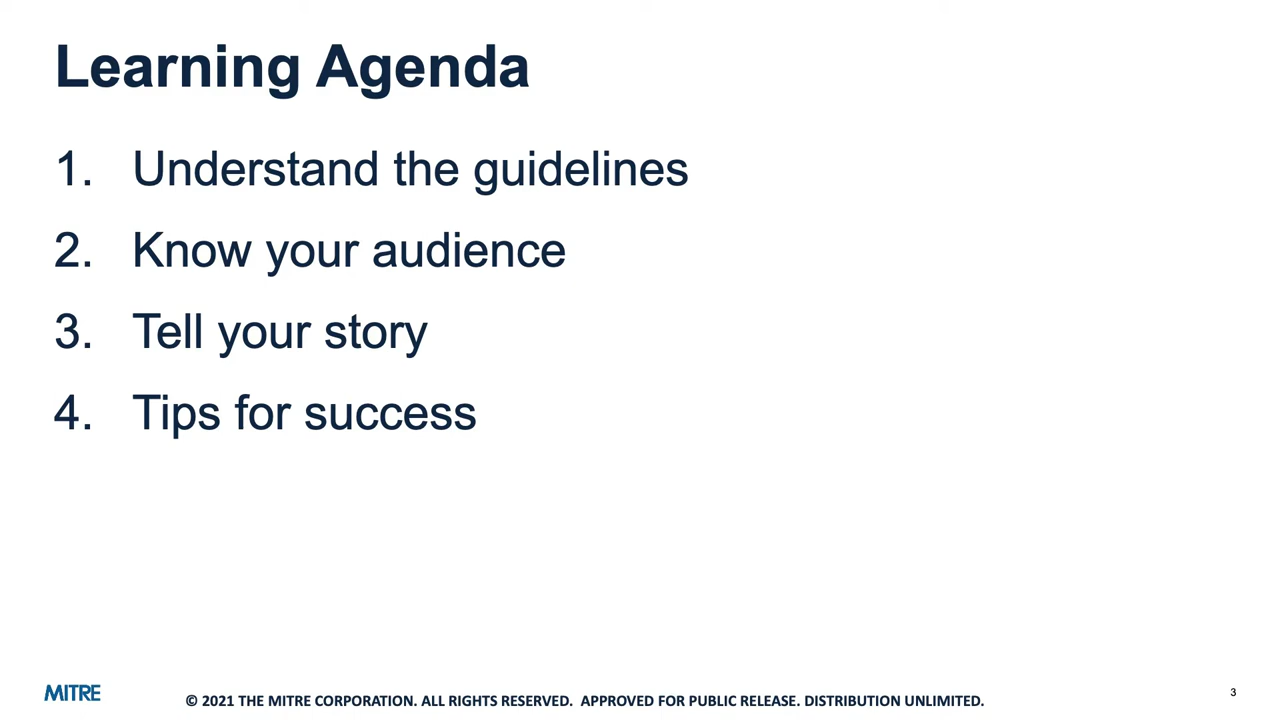 Learning Agenda
1. Understand the guidelines
2. Know your audience
3. Tell your story
4. Tips for success
MITRE
© 2021 THE MITRE CORPORATION. ALL RIGHTS RESERVED. APPROVED FOR PUBLIC RELEASE. DISTRIBUTION UNLIMITED.
3